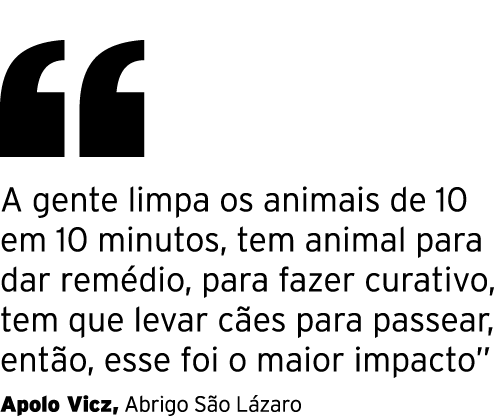 “
A gente limpa os animais de 10
em 10 minutos, tem animal para
dar remédio, para fazer curativo,
tem que levar cães para passear,
então, esse foi o maior impacto”
Apolo Vicz, Abrigo São Lázaro